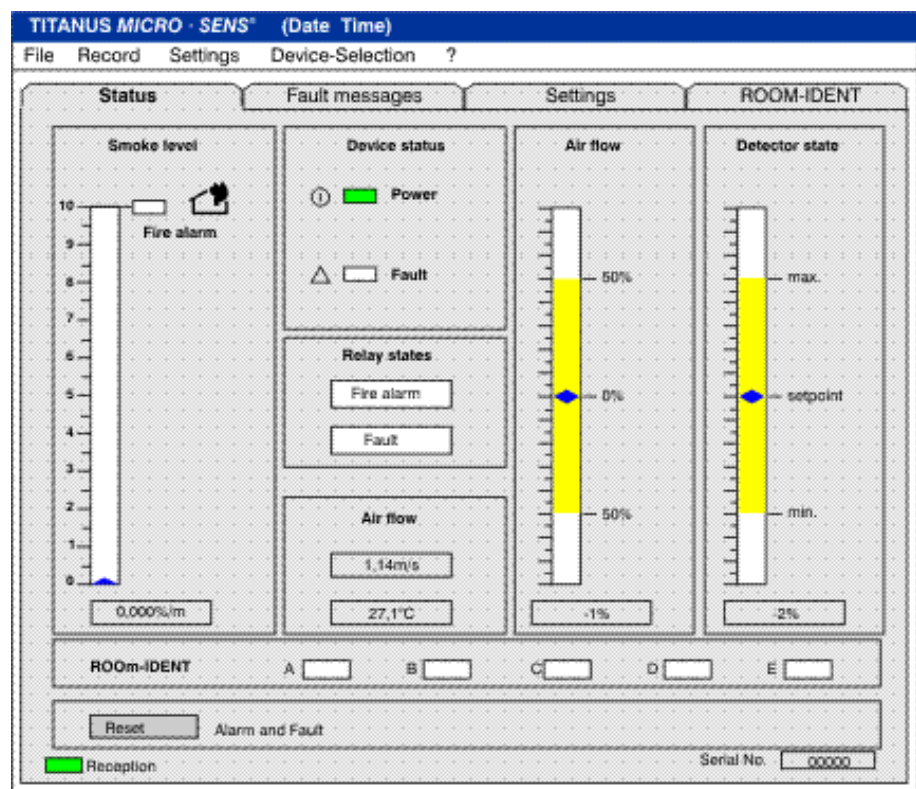 TITANUS MICRO · SENS® (Date Time)
File Record Settings Device-Selection ?
Status Fault messages Settings ROOM-IDENT
Smoke level
10
9
8
7
6
5
4
3
2
1
0
Fire alarm
0,000%/m
Device status
Power
Fault
Relay states
Fire alarm
Fault
Air flow
1,14m/s
27,1°C
Air flow
50%
0%
50%
-1%
Detector state
max.
setpoint
min.
-2%
ROOm-IDENT A B C D E
Reset Alarm and Fault
Reception
Serial No. 00000